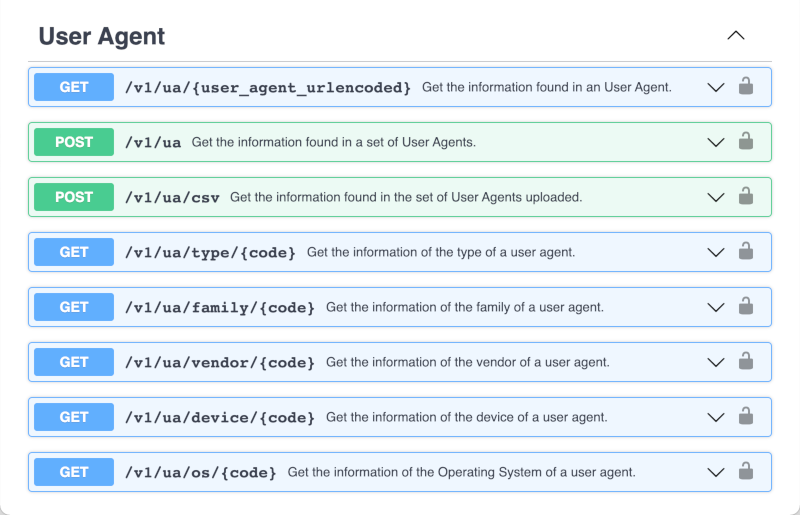 User Agent
GET /v1/ua/{user_agent_urlencoded} Get the information found in an User Agent.
POST /v1/ua Get the information found in a set of User Agents.
POST /v1/ua/csv Get the information found in the set of User Agents uploaded.
GET /v1/ua/type/{code} Get the information of the type of a user agent.
GET /v1/ua/family/{code} Get the information of the family of a user agent.
GET /v1/ua/vendor/{code} Get the information of the vendor of a user agent.
GET /v1/ua/device/{code} Get the information of the device of a user agent.
GET /v1/ua/os/{code} Get the information of the Operating System of a user agent.